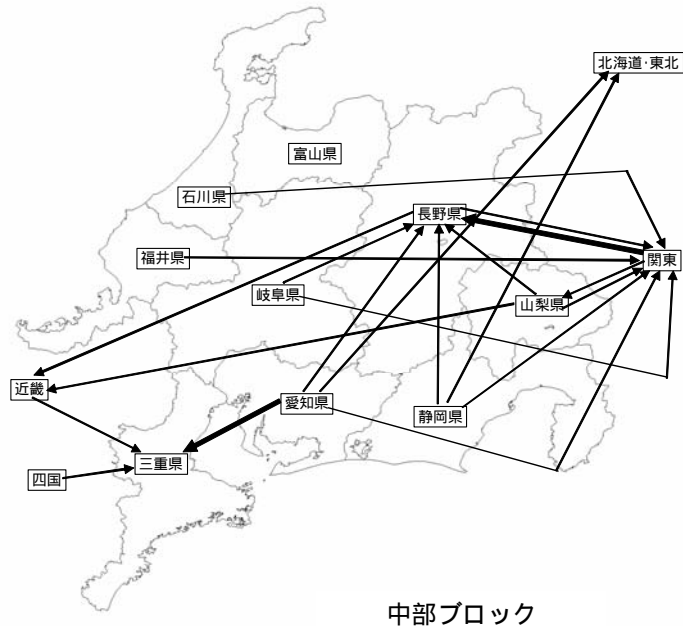 北海道・東北
富山県
石川県
長野県
福井県
関東
岐阜県
山梨県
近畿
愛知県
静岡県
三重県
四国
中部ブロック